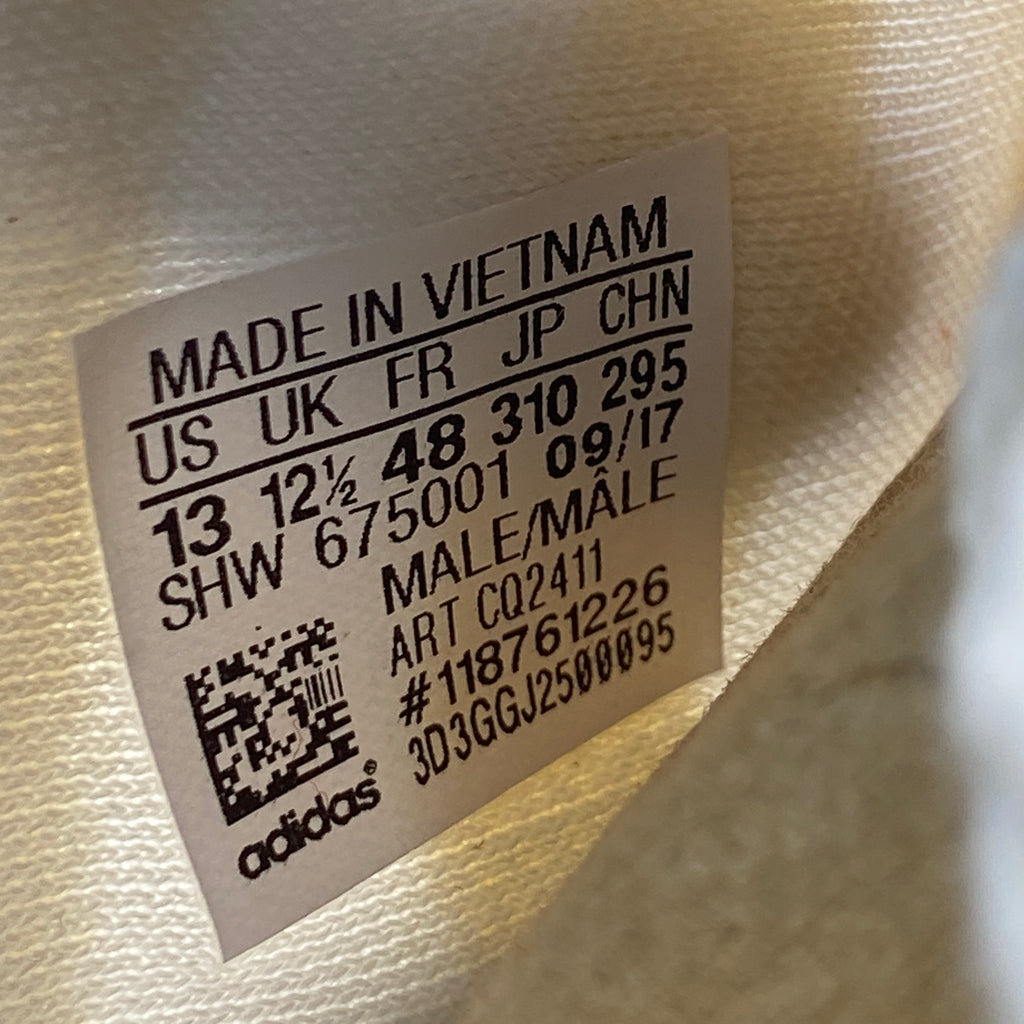 MADE IN VIETNAM
US UK FR JP CHN
13 12½ 48 310 295
SHW 675001 09/17
MALE/MÂLE
ART CQ2411
#118761226
3D3GGJ2500095
adidas®